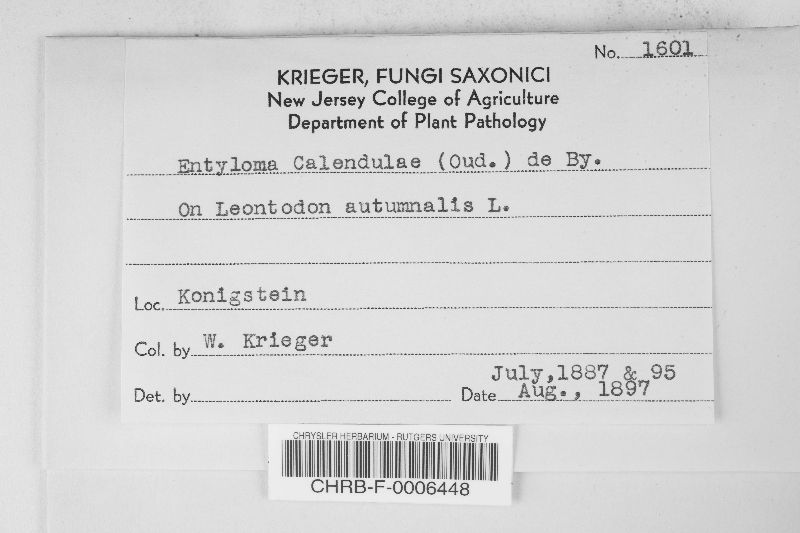 No. 1601
KRIEGER, FUNGI SAXONICI
New Jersey College of Agriculture
Department of Plant Pathology
Entyloma Calendulae (Oud.) de By.
On Leontodon autumnalis L.
Loc. Konigstein
Col. by W. Krieger
July, 1887 & 95
Det. by Date Aug., 1897
CHRYSLER HERBARIUM - RUTGERS UNIVERSITY
CHRB-F-0006448